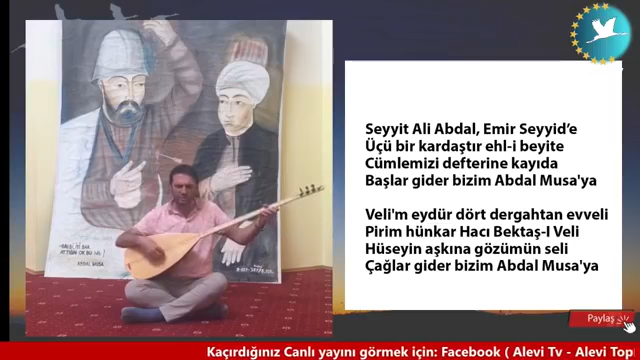 Seyyit Ali Abdal, Emir Seyyid’e
Üçü bir kardaştır ehl-i beyite
Cümlemizi defterine kayıda
Başlar gider bizim Abdal Musa'ya
Veli'm eydür dört dergahtan evveli
Pirim hünkar Hacı Bektaş-I Veli
Hüseyin aşkına gözümün seli
Çağlar gider bizim Abdal Musa'ya
ABDAL MUSA
Paylaş
Kaçırdığınız Canlı yayını görmek için: Facebook ( Alevi Tv - Alevi Top